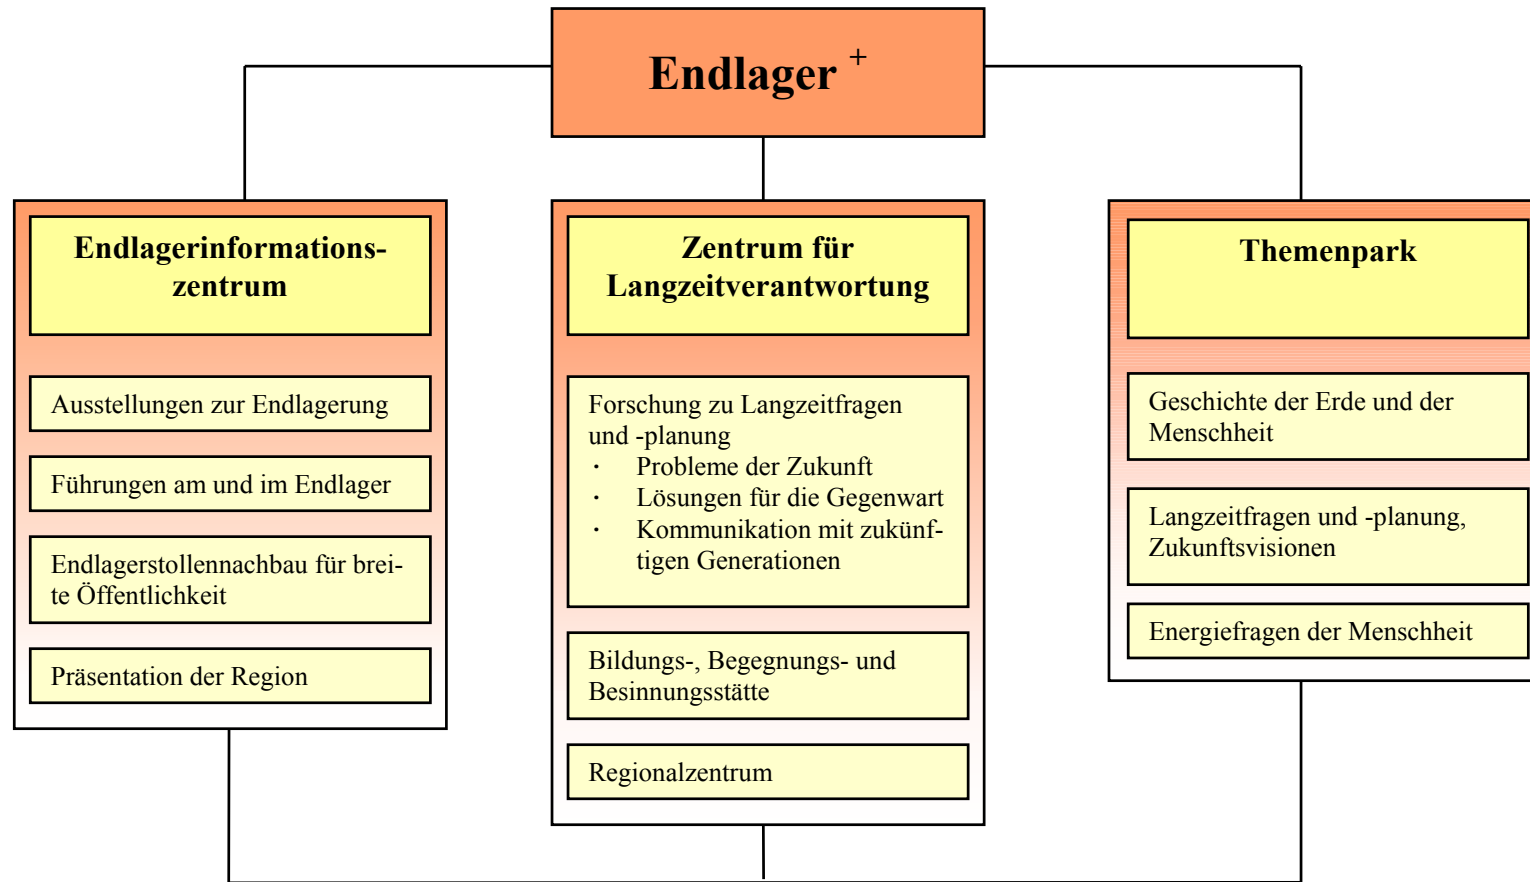 Endlager +
Endlagerinformations-
zentrum
Ausstellungen zur Endlagerung
Führungen am und im Endlager
Endlagerstollennachbau für brei-
te Öffentlichkeit
Präsentation der Region
Zentrum für
Langzeitverantwortung
Forschung zu Langzeitfragen
und -planung
· Probleme der Zukunft
· Lösungen für die Gegenwart
· Kommunikation mit zukünf-
tigen Generationen
Bildungs-, Begegnungs- und
Besinnungsstätte
Regionalzentrum
Themenpark
Geschichte der Erde und der
Menschheit
Langzeitfragen und -planung,
Zukunftsvisionen
Energiefragen der Menschheit